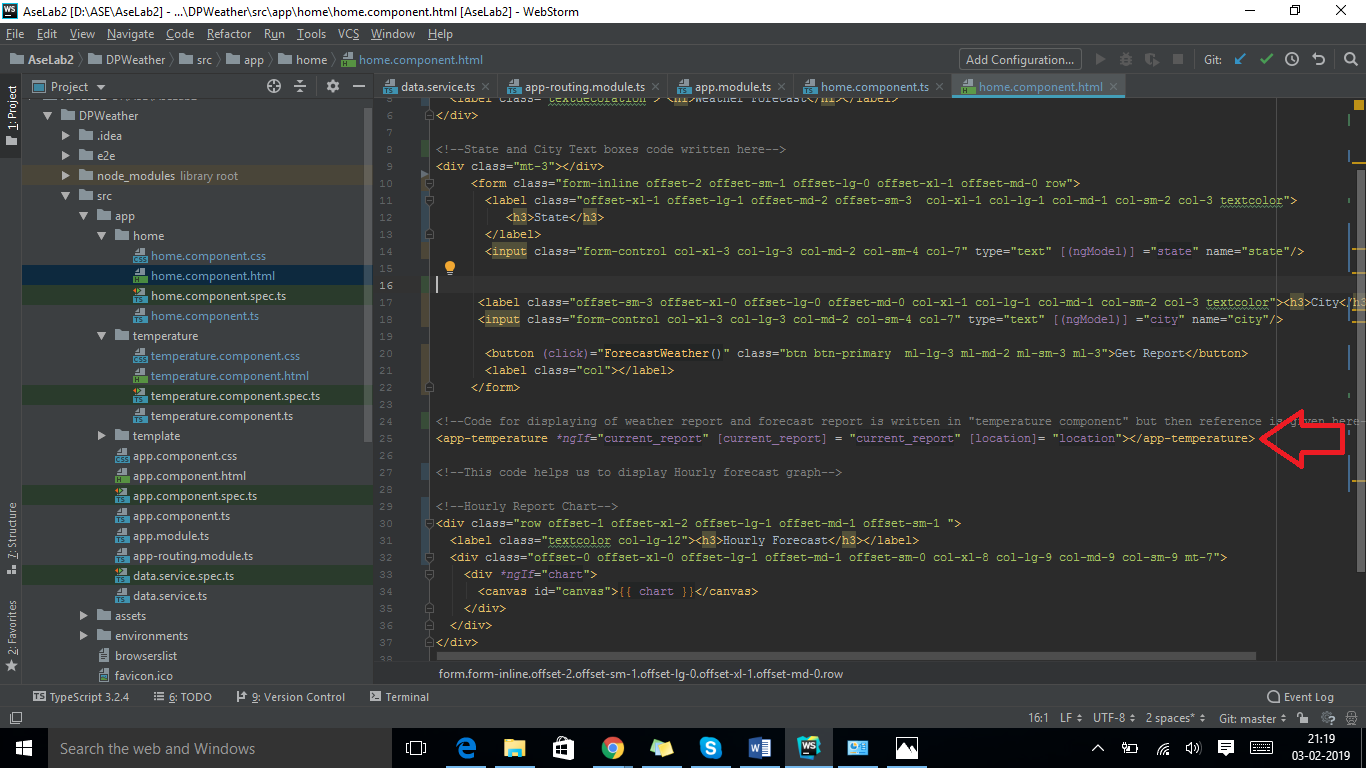 AseLab2 [D:\ASE\AseLab2] - ...\DPWeather\src\app\home\home.component.html [AseLab2] - WebStorm
File Edit View Navigate Code Refactor Run Tools VCS Window Help
AseLab2 DPWeather src app home home.component.html Add Configuration... Git:
Project data.service.ts app-routing.module.ts app.module.ts home.component.ts home.component.html
1: Project
7: Structure
2: Favorites
DPWeather
.idea
e2e
node_modules library root
src
app
home
home.component.css
home.component.html
home.component.spec.ts
home.component.ts
temperature
temperature.component.css
temperature.component.html
temperature.component.spec.ts
temperature.component.ts
template
app.component.css
app.component.html
app.component.spec.ts
app.component.ts
app.module.ts
app-routing.module.ts
data.service.spec.ts
data.service.ts
assets
environments
browserslist
favicon.ico
5 <label class="textdecoration"> <h1>Weather Forecast</h1></label>
6 </div>
7
8 <!--State and City Text boxes code written here-->
9 <div class="mt-3"></div>
10 <form class="form-inline offset-2 offset-sm-1 offset-lg-0 offset-xl-1 offset-md-0 row">
11 <label class="offset-xl-1 offset-lg-1 offset-md-2 offset-sm-3  col-xl-1 col-lg-1 col-md-1 col-sm-2 col-3 textcolor">
12 <h3>State</h3>
13 </label>
14 <input class="form-control col-xl-3 col-lg-3 col-md-2 col-sm-4 col-7" type="text" [(ngModel)] ="state" name="state"/>
15
16
17 <label class="offset-sm-3 offset-xl-0 offset-lg-0 offset-md-0 col-xl-1 col-lg-1 col-md-1 col-sm-2 col-3 textcolor"><h3>City</h3
18 <input class="form-control col-xl-3 col-lg-3 col-md-2 col-sm-4 col-7" type="text" [(ngModel)] ="city" name="city"/>
19
20 <button (click)="ForecastWeather()" class="btn btn-primary  ml-lg-3 ml-md-2 ml-sm-3 ml-3">Get Report</button>
21 <label class="col"></label>
22 </form>
23
24 <!--Code for displaying of weather report and forecast report is written in "temperature component" but then reference is given here--
25 <app-temperature *ngIf="current_report" [current_report] = "current_report" [location]= "location"></app-temperature>
26
27 <!--This code helps us to display Hourly forecast graph-->
28
29 <!--Hourly Report Chart-->
30 <div class="row offset-1 offset-xl-2 offset-lg-1 offset-md-1 offset-sm-1 ">
31 <label class="textcolor col-lg-12"><h3>Hourly Forecast</h3></label>
32 <div class="offset-0 offset-xl-0 offset-lg-1 offset-md-1 offset-sm-0 col-xl-8 col-lg-9 col-md-9 col-sm-9 mt-7">
33 <div *ngIf="chart">
34 <canvas id="canvas">{{ chart }}</canvas>
35 </div>
36 </div>
37 </div>
38
form.form-inline.offset-2.offset-sm-1.offset-lg-0.offset-xl-1.offset-md-0.row
TypeScript 3.2.4 6: TODO 9: Version Control Terminal Event Log
16:1 LF UTF-8 2 spaces* Git: master
Search the web and Windows
21:19
03-02-2019